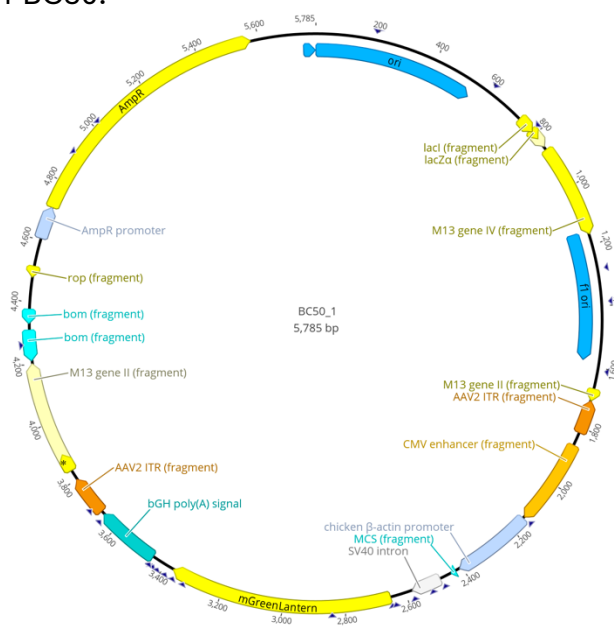 5,785
200
400
600
800
1,000
1,200
1,600
1,800
2,000
2,200
2,400
2,600
2,800
3,000
3,200
3,400
3,600
3,800
4,000
4,200
4,400
4,600
4,800
5,000
5,200
5,400
5,600
ori
AmpR
lacI (fragment)
lacZα (fragment)
M13 gene IV (fragment)
f1 ori
AmpR promoter
rop (fragment)
bom (fragment)
bom (fragment)
M13 gene II (fragment)
BC50_1
5,785 bp
M13 gene II (fragment)
AAV2 ITR (fragment)
CMV enhancer (fragment)
*
AAV2 ITR (fragment)
bGH poly(A) signal
chicken β-actin promoter
MCS (fragment)
SV40 intron
mGreenLantern